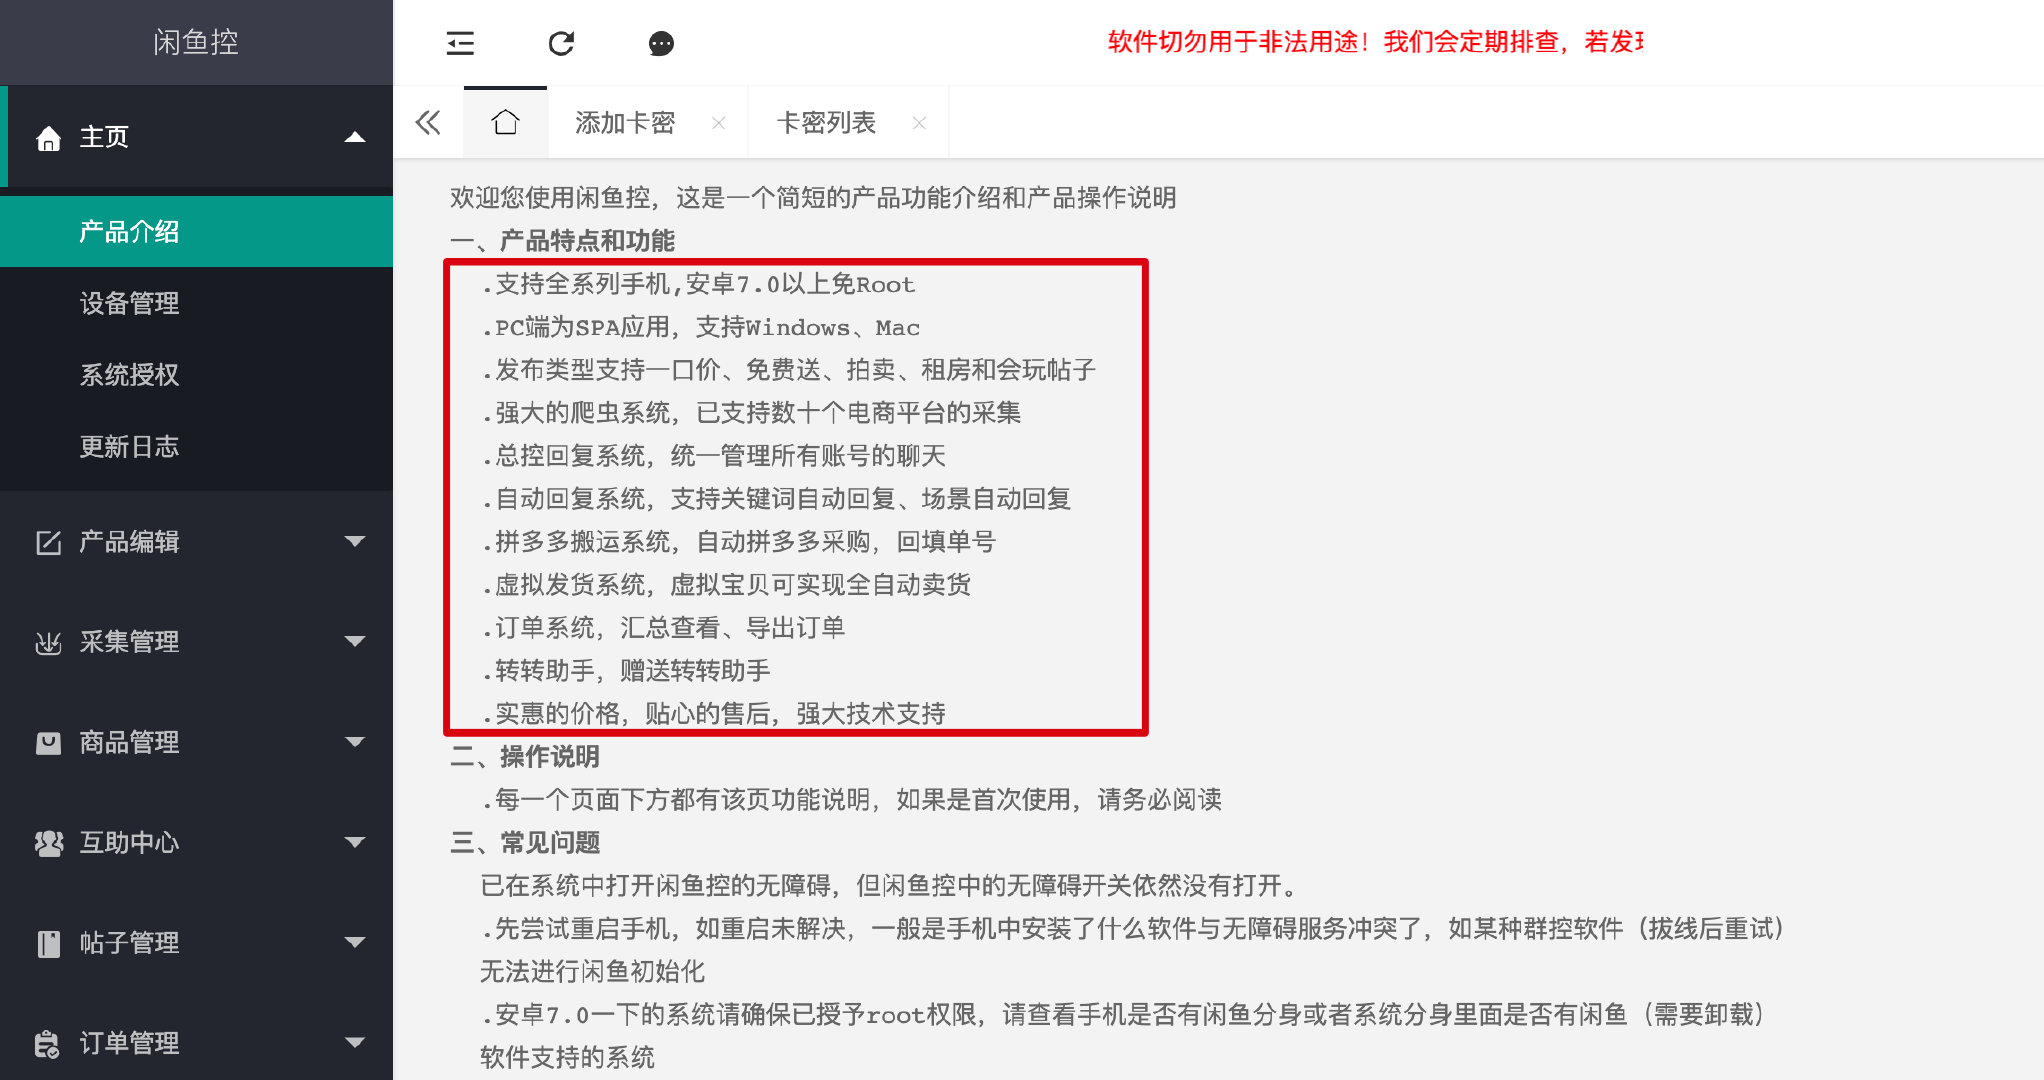 闲鱼控
软件切勿用于非法用途！我们会定期排查，若发
主页
添加卡密
卡密列表
产品介绍
设备管理
系统授权
更新日志
产品编辑
采集管理
商品管理
互助中心
帖子管理
订单管理
欢迎您使用闲鱼控，这是一个简短的产品功能介绍和产品操作说明
一、产品特点和功能
.支持全系列手机,安卓7.0以上免Root
.PC端为SPA应用，支持Windows、Mac
.发布类型支持一口价、免费送、拍卖、租房和会玩帖子
.强大的爬虫系统，已支持数十个电商平台的采集
.总控回复系统，统一管理所有账号的聊天
.自动回复系统，支持关键词自动回复、场景自动回复
.拼多多搬运系统，自动拼多多采购，回填单号
.虚拟发货系统，虚拟宝贝可实现全自动卖货
.订单系统，汇总查看、导出订单
.转转助手，赠送转转助手
.实惠的价格，贴心的售后，强大技术支持
二、操作说明
.每一个页面下方都有该页功能说明，如果是首次使用，请务必阅读
三、常见问题
已在系统中打开闲鱼控的无障碍，但闲鱼控中的无障碍开关依然没有打开。
.先尝试重启手机，如重启未解决，一般是手机中安装了什么软件与无障碍服务冲突了，如某种群控软件（拔线后重试）
无法进行闲鱼初始化
.安卓7.0一下的系统请确保已授予root权限，请查看手机是否有闲鱼分身或者系统分身里面是否有闲鱼（需要卸载）
软件支持的系统